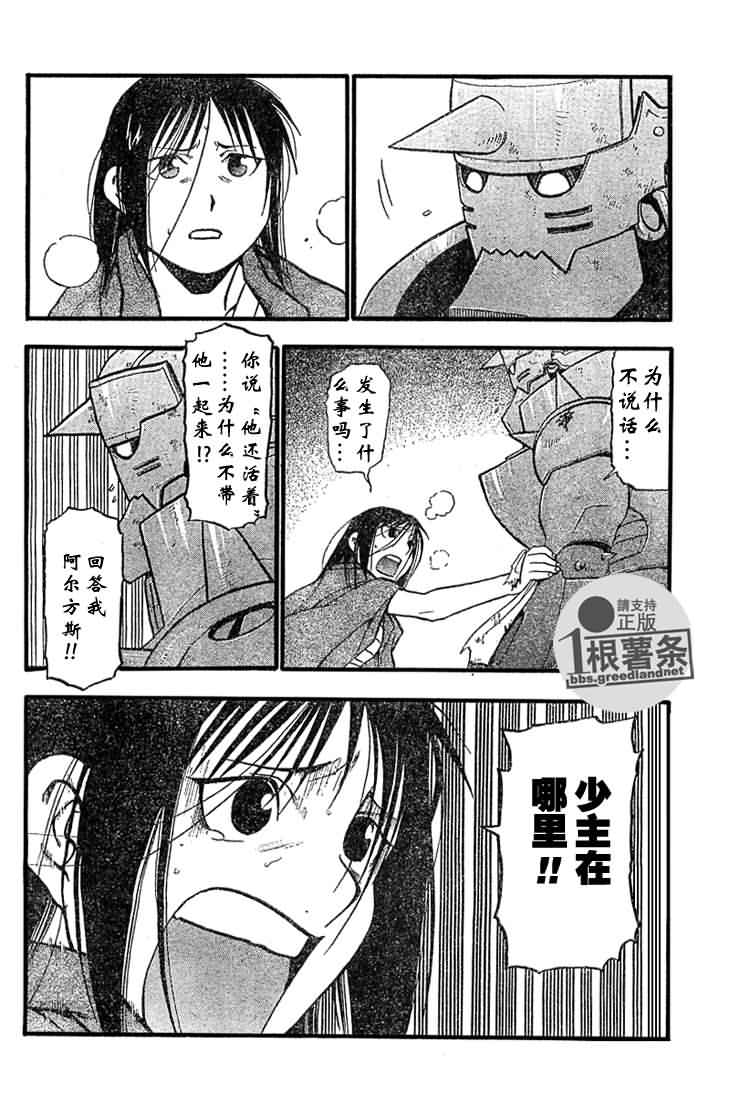 为什么
不说话…
发生了什
么事吗…
你说“他还活着”
……为什么不带
他一起来!?
回答我
阿尔方斯!!
請支持
正版
1根薯条
bbs.greedland.net
少主在
哪里!!